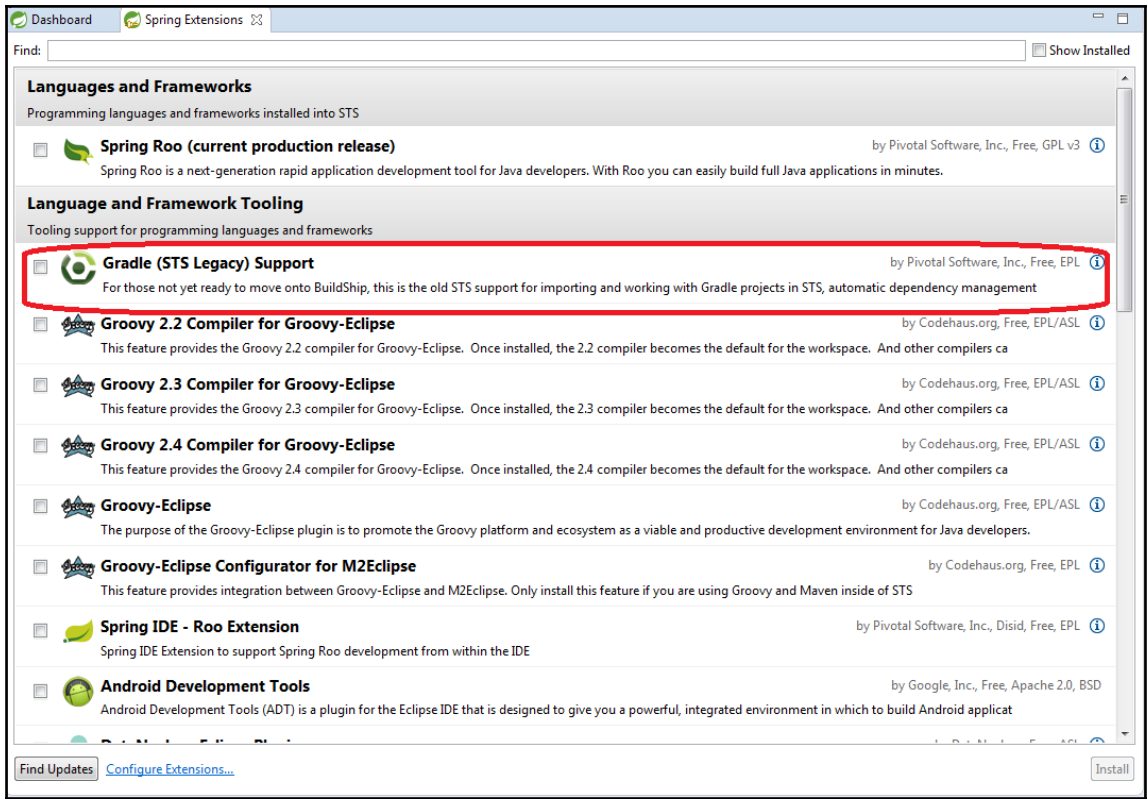 Dashboard
Spring Extensions
Find:
Show Installed
Languages and Frameworks
Programming languages and frameworks installed into STS
Spring Roo (current production release)
by Pivotal Software, Inc., Free, GPL v3
Spring Roo is a next-generation rapid application development tool for Java developers. With Roo you can easily build full Java applications in minutes.
Language and Framework Tooling
Tooling support for programming languages and frameworks
Gradle (STS Legacy) Support
by Pivotal Software, Inc., Free, EPL
For those not yet ready to move onto BuildShip, this is the old STS support for importing and working with Gradle projects in STS, automatic dependency management
Groovy 2.2 Compiler for Groovy-Eclipse
by Codehaus.org, Free, EPL/ASL
This feature provides the Groovy 2.2 compiler for Groovy-Eclipse. Once installed, the 2.2 compiler becomes the default for the workspace. And other compilers ca
Groovy 2.3 Compiler for Groovy-Eclipse
by Codehaus.org, Free, EPL/ASL
This feature provides the Groovy 2.3 compiler for Groovy-Eclipse. Once installed, the 2.3 compiler becomes the default for the workspace. And other compilers ca
Groovy 2.4 Compiler for Groovy-Eclipse
by Codehaus.org, Free, EPL/ASL
This feature provides the Groovy 2.4 compiler for Groovy-Eclipse. Once installed, the 2.4 compiler becomes the default for the workspace. And other compilers ca
Groovy-Eclipse
by Codehaus.org, Free, EPL/ASL
The purpose of the Groovy-Eclipse plugin is to promote the Groovy platform and ecosystem as a viable and productive development environment for Java developers.
Groovy-Eclipse Configurator for M2Eclipse
by Codehaus.org, Free, EPL
This feature provides integration between Groovy-Eclipse and M2Eclipse. Only install this feature if you are using Groovy and Maven inside of STS
Spring IDE - Roo Extension
by Pivotal Software, Inc., Disid, Free, EPL
Spring IDE Extension to support Spring Roo development from within the IDE
Android Development Tools
by Google, Inc., Free, Apache 2.0, BSD
Android Development Tools (ADT) is a plugin for the Eclipse IDE that is designed to give you a powerful, integrated environment in which to build Android applicat
Find Updates
Configure Extensions...
Install